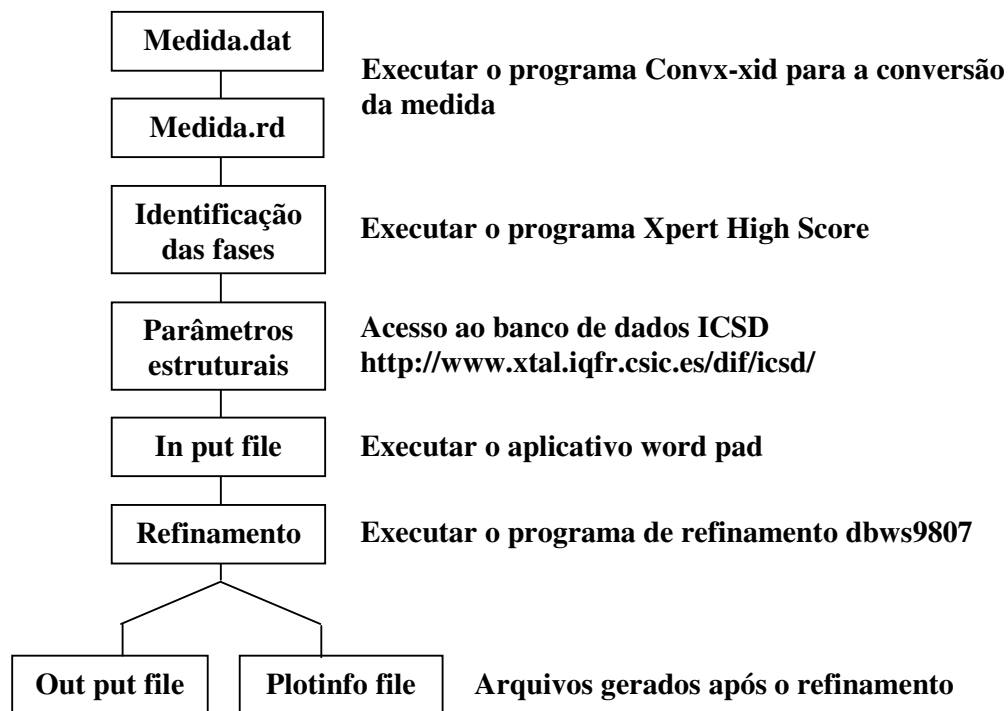 Medida.dat
Executar o programa Convx-xid para a conversão
da medida
Medida.rd
Identificação
das fases
Executar o programa Xpert High Score
Parâmetros
estruturais
Acesso ao banco de dados ICSD
http://www.xtal.iqfr.csic.es/dif/icsd/
In put file
Executar o aplicativo word pad
Refinamento
Executar o programa de refinamento dbws9807
Out put file
Plotinfo file
Arquivos gerados após o refinamento